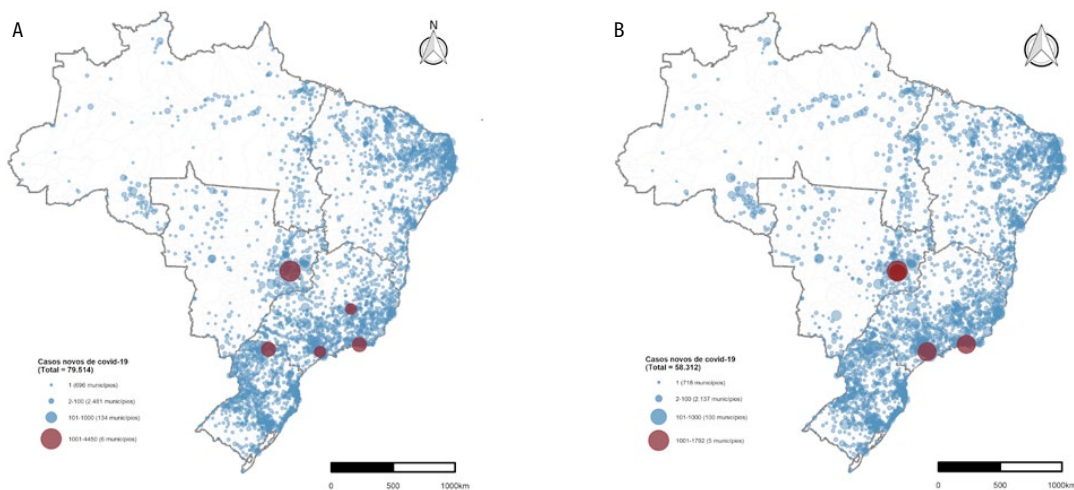 A
N
Casos novos de covid-19
(Total = 79.514)
1 (696 municípios)
2-100 (2.481 municípios)
101-1000 (134 municípios)
1001-4450 (6 municípios)
0 500 1000km
B
Casos novos de covid-19
(Total = 58.312)
1 (718 municípios)
2-100 (2.137 municípios)
101-1000 (100 municípios)
1001-1792 (5 municípios)
0 500 1000km